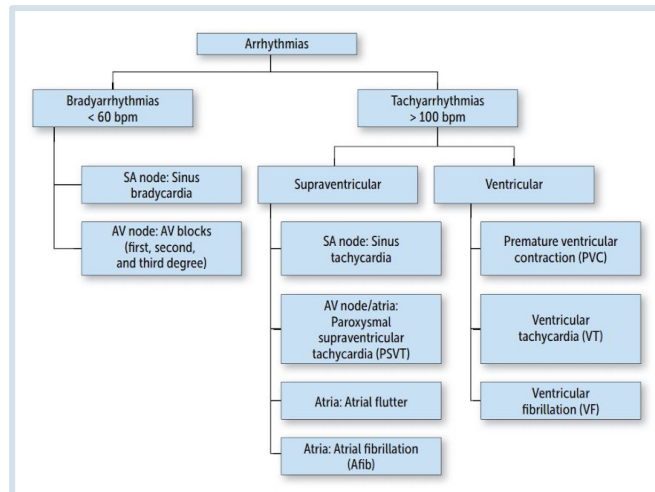 Arrhythmias
Bradyarrhythmias
< 60 bpm
Tachyarrhythmias
> 100 bpm
SA node: Sinus
bradycardia
AV node: AV blocks
(first, second,
and third degree)
Supraventricular
Ventricular
SA node: Sinus
tachycardia
AV node/atria:
Paroxysmal
supraventricular
tachycardia (PSVT)
Atria: Atrial flutter
Atria: Atrial fibrillation
(Afib)
Premature ventricular
contraction (PVC)
Ventricular
tachycardia (VT)
Ventricular
fibrillation (VF)